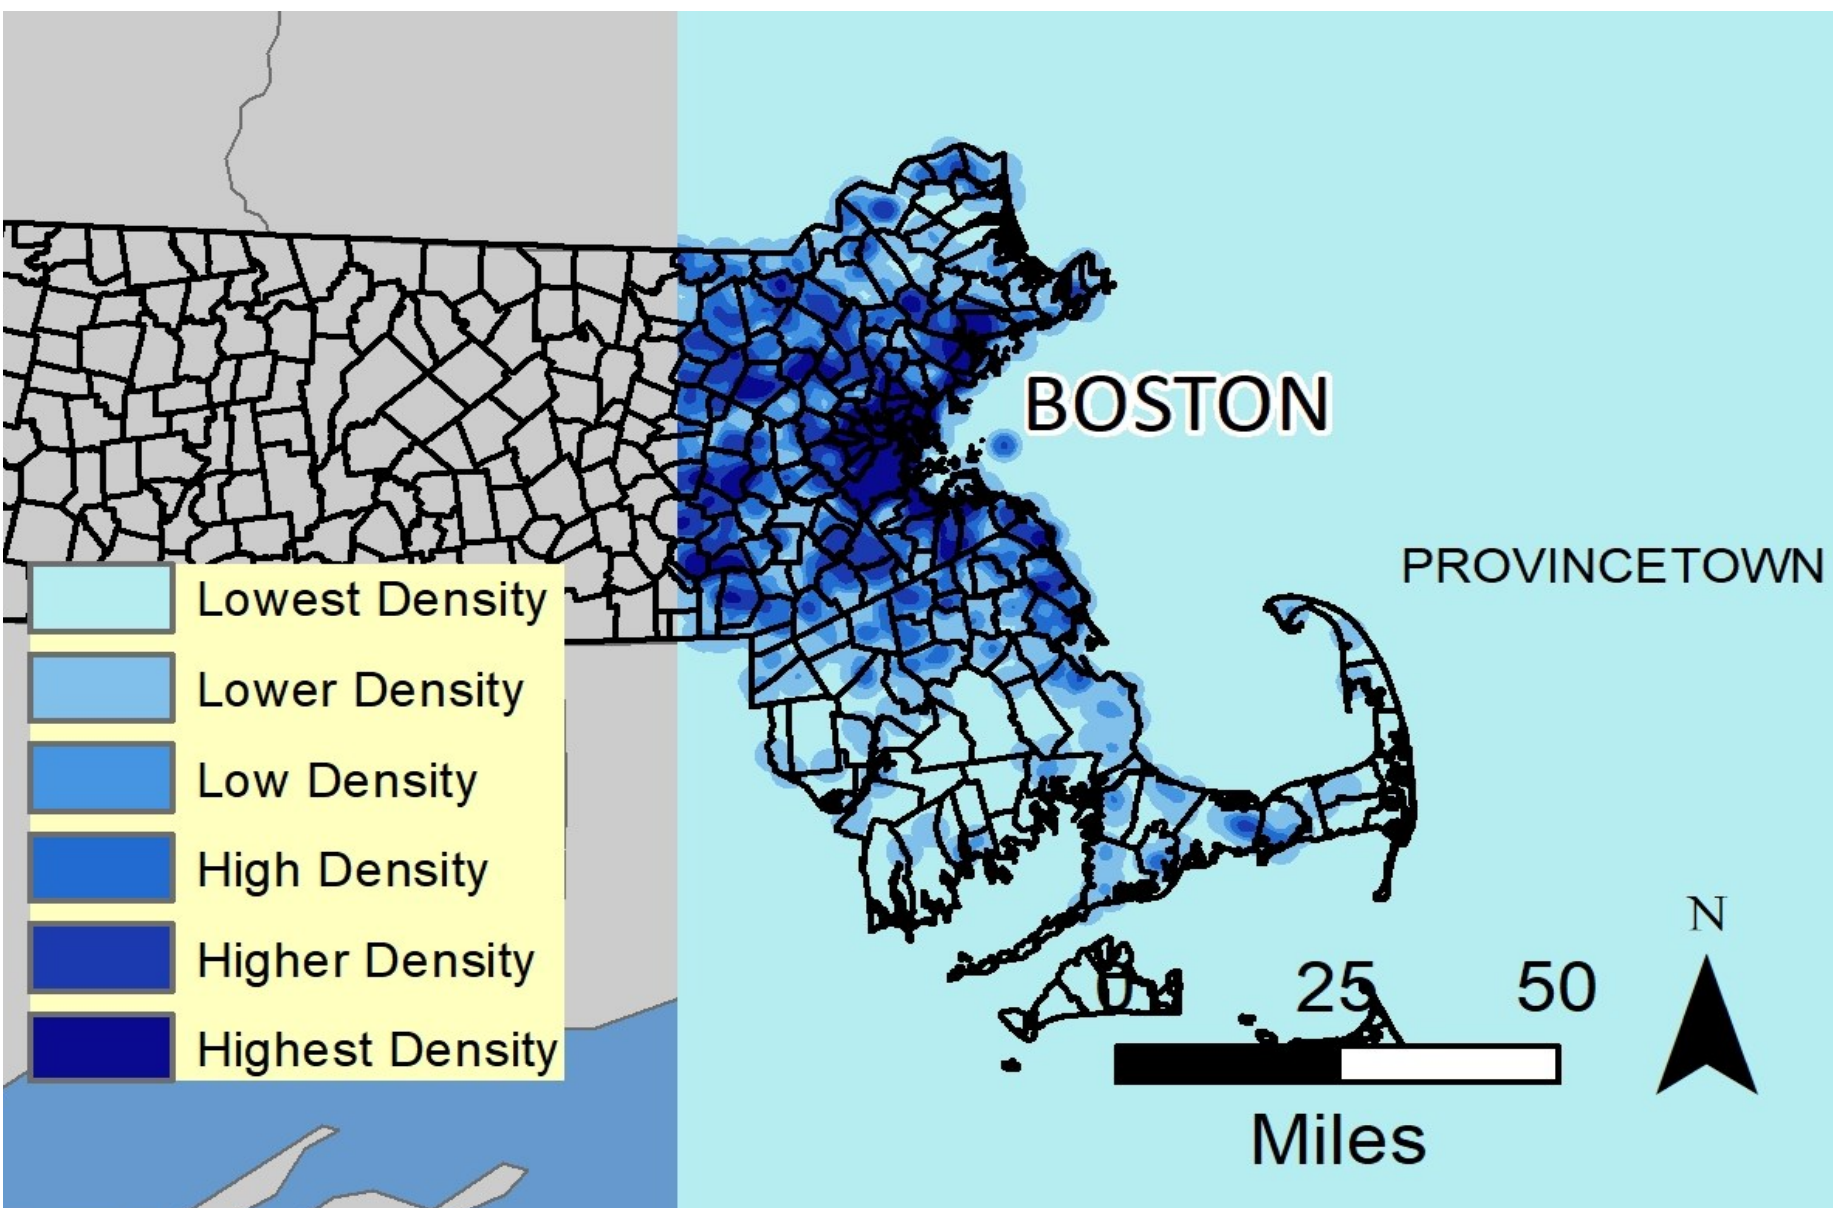 BOSTON
PROVINCETOWN
Lowest Density
Lower Density
Low Density
High Density
Higher Density
Highest Density
N
0 25 50
Miles